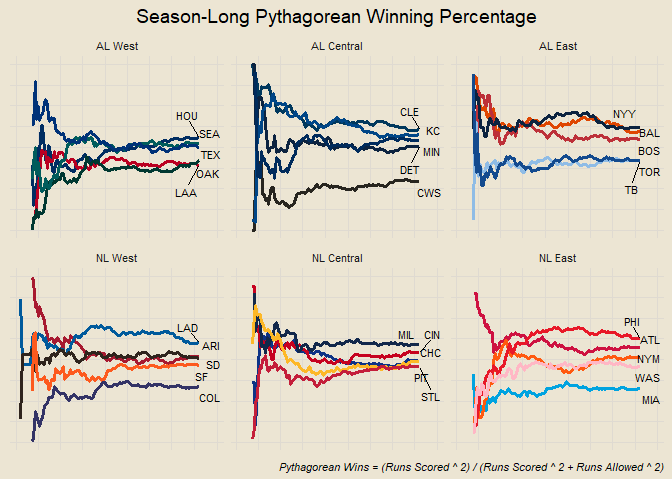 Season-Long Pythagorean Winning Percentage
AL West
AL Central
AL East
HOU
SEA
TEX
OAK
LAA
CLE
KC
MIN
DET
CWS
NYY
BAL
BOS
TOR
TB
NL West
NL Central
NL East
LAD
ARI
SD
SF
COL
MIL
CIN
CHC
PIT
STL
PHI
ATL
NYM
WAS
MIA
Pythagorean Wins = (Runs Scored ^ 2) / (Runs Scored ^ 2 + Runs Allowed ^ 2)